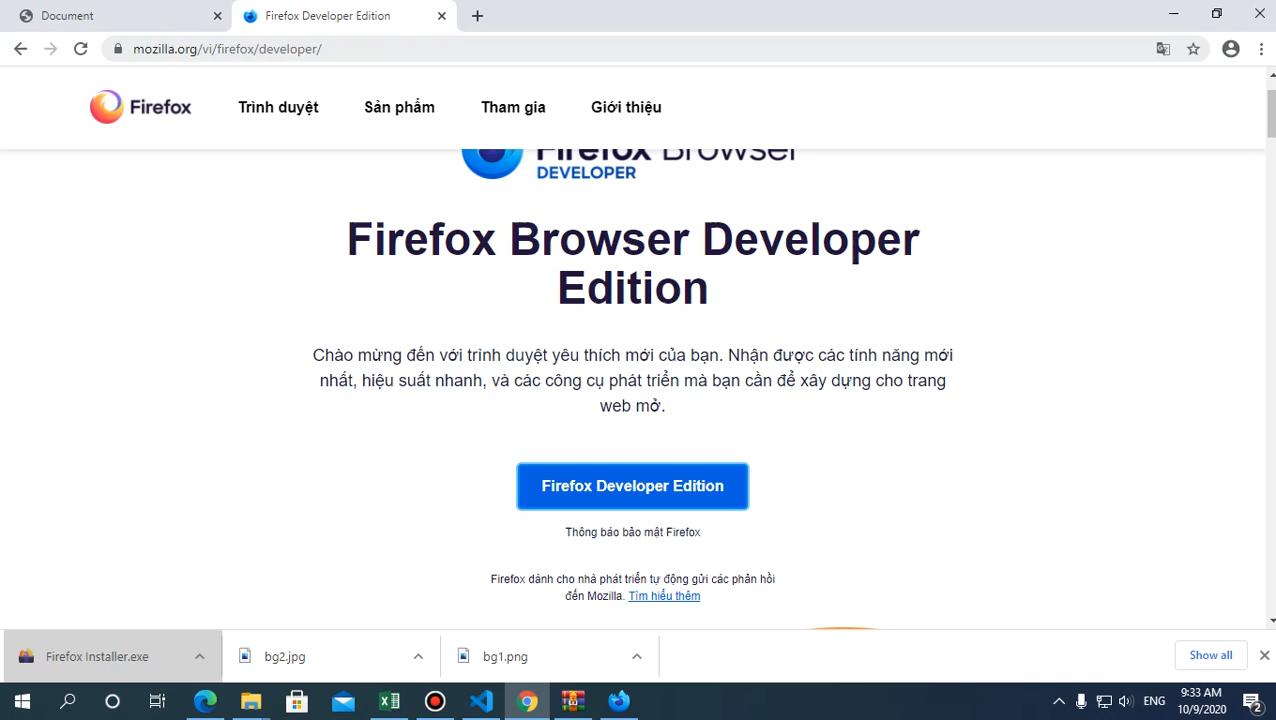 Document
Firefox Developer Edition
mozilla.org/vi/firefox/developer/
Firefox
Trình duyệt
Sản phẩm
Tham gia
Giới thiệu
Firefox Browser
DEVELOPER
Firefox Browser Developer
Edition
Chào mừng đến với trình duyệt yêu thích mới của bạn. Nhận được các tính năng mới
nhất, hiệu suất nhanh, và các công cụ phát triển mà bạn cần để xây dựng cho trang
web mở.
Firefox Developer Edition
Thông báo bảo mật Firefox
Firefox dành cho nhà phát triển tự động gửi các phản hồi
đến Mozilla. Tìm hiểu thêm
Firefox Installer.exe
bg2.jpg
bg1.png
Show all
ENG
9:33 AM
10/9/2020
2